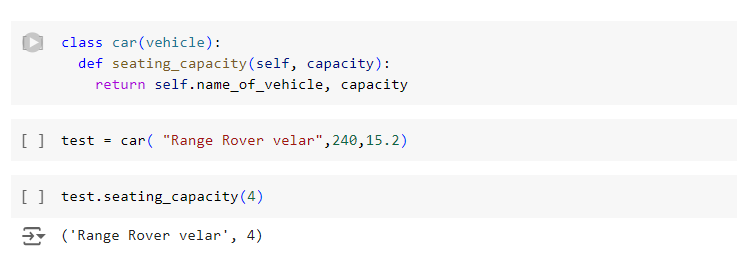 class car(vehicle):
  def seating_capacity(self, capacity):
    return self.name_of_vehicle, capacity
[ ] test = car( "Range Rover velar",240,15.2)
[ ] test.seating_capacity(4)
('Range Rover velar', 4)